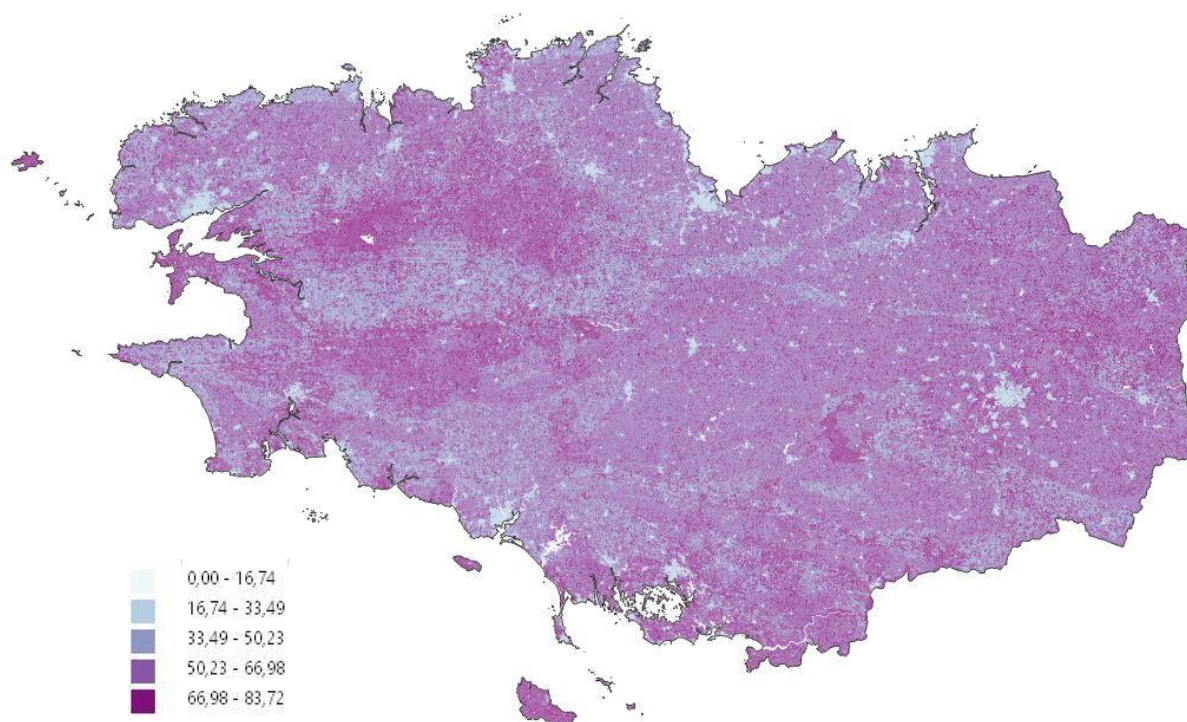 0,00 - 16,74
16,74 - 33,49
33,49 - 50,23
50,23 - 66,98
66,98 - 83,72